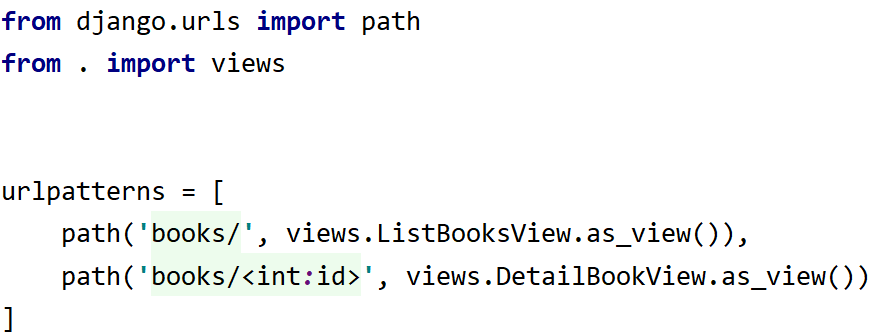 from django.urls import path
from . import views
urlpatterns = [
    path('books/', views.ListBooksView.as_view()),
    path('books/<int:id>', views.DetailBookView.as_view())
]